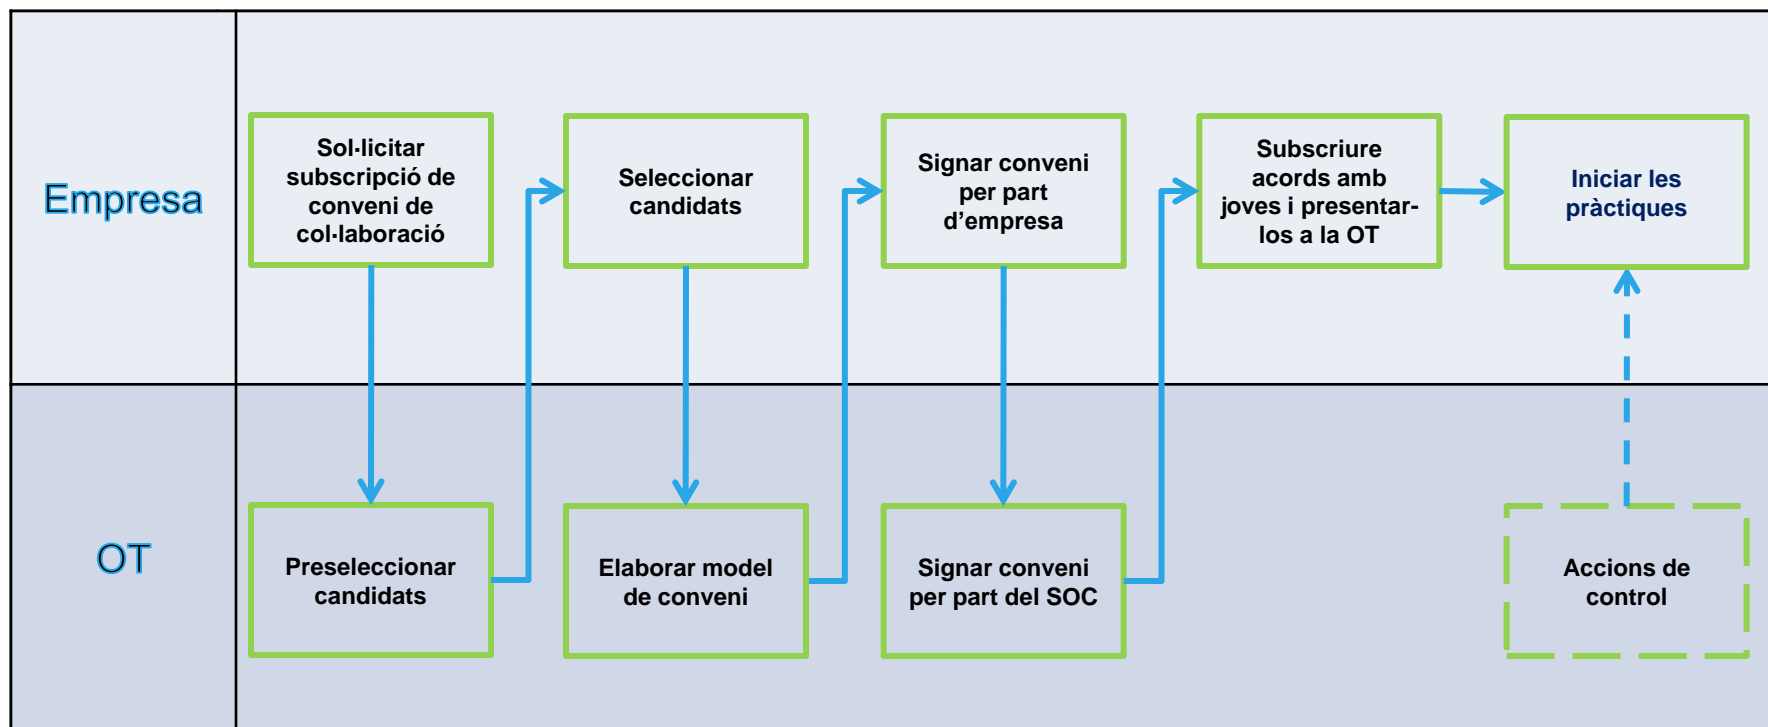 Empresa
Sol·licitar
subscripció de
conveni de
col·laboració
Seleccionar
candidats
Signar conveni
per part
d’empresa
Subscriure
acords amb
joves i presentar-
los a la OT
Iniciar les
pràctiques
OT
Preseleccionar
candidats
Elaborar model
de conveni
Signar conveni
per part del SOC
Accions de
control